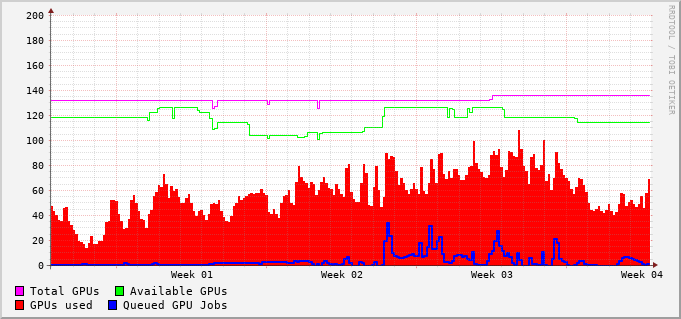 RRDTOOL / TOBI OETIKER
200
180
160
140
120
100
80
60
40
20
0
Week 01 Week 02 Week 03 Week 04
Total GPUs Available GPUs
GPUs used Queued GPU Jobs